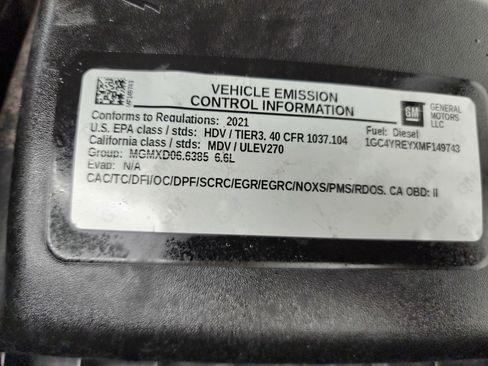 VEHICLE EMISSION
CONTROL INFORMATION
GM
GENERAL
MOTORS
LLC
Conforms to Regulations: 2021
U.S. EPA class / stds: HDV / TIER3. 40 CFR 1037.104
Fuel: Diesel
California class / stds: MDV / ULEV270
1GC4YREYXMF149743
Group: MGMXD06.6385 6.6L
Evap: N/A
CAC/TC/DFI/OC/DPF/SCRC/EGR/EGRC/NOXS/PMS/RDOS. CA OBD: II